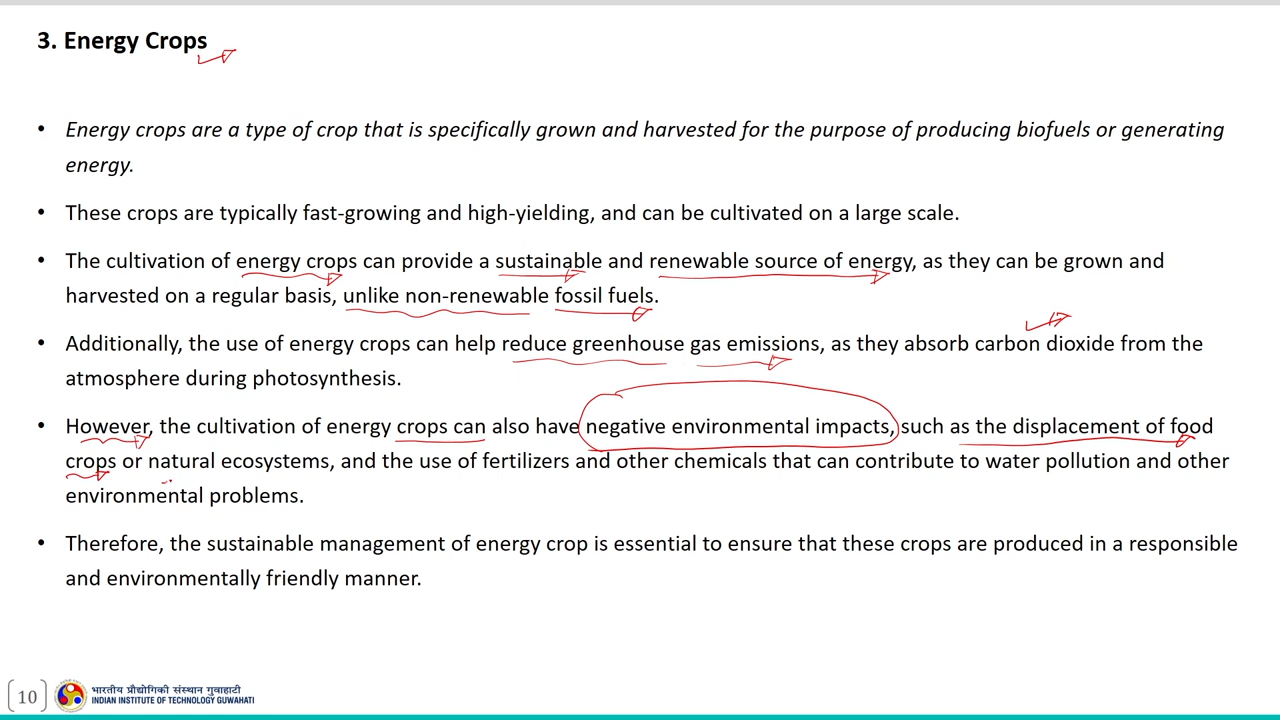 3. Energy Crops
• Energy crops are a type of crop that is specifically grown and harvested for the purpose of producing biofuels or generating
energy.
• These crops are typically fast-growing and high-yielding, and can be cultivated on a large scale.
• The cultivation of energy crops can provide a sustainable and renewable source of energy, as they can be grown and
harvested on a regular basis, unlike non-renewable fossil fuels.
• Additionally, the use of energy crops can help reduce greenhouse gas emissions, as they absorb carbon dioxide from the
atmosphere during photosynthesis.
• However, the cultivation of energy crops can also have negative environmental impacts, such as the displacement of food
crops or natural ecosystems, and the use of fertilizers and other chemicals that can contribute to water pollution and other
environmental problems.
• Therefore, the sustainable management of energy crop is essential to ensure that these crops are produced in a responsible
and environmentally friendly manner.
10
भारतीय प्रौद्योगिकी संस्थान गुवाहाटी
INDIAN INSTITUTE OF TECHNOLOGY GUWAHATI